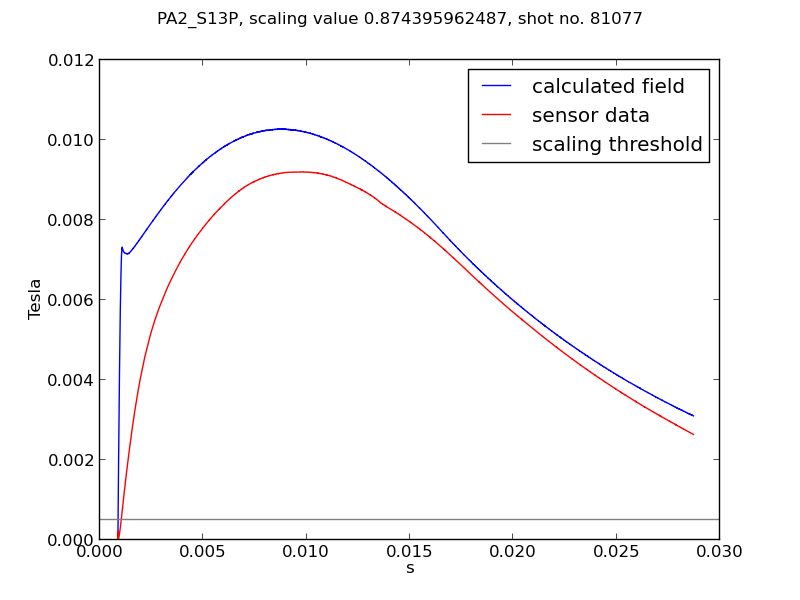 PA2_S13P, scaling value 0.874395962487, shot no. 81077
calculated field
sensor data
scaling threshold
Tesla
0.012
0.010
0.008
0.006
0.004
0.002
0.000
0.000 0.005 0.010 0.015 0.020 0.025 0.030
s